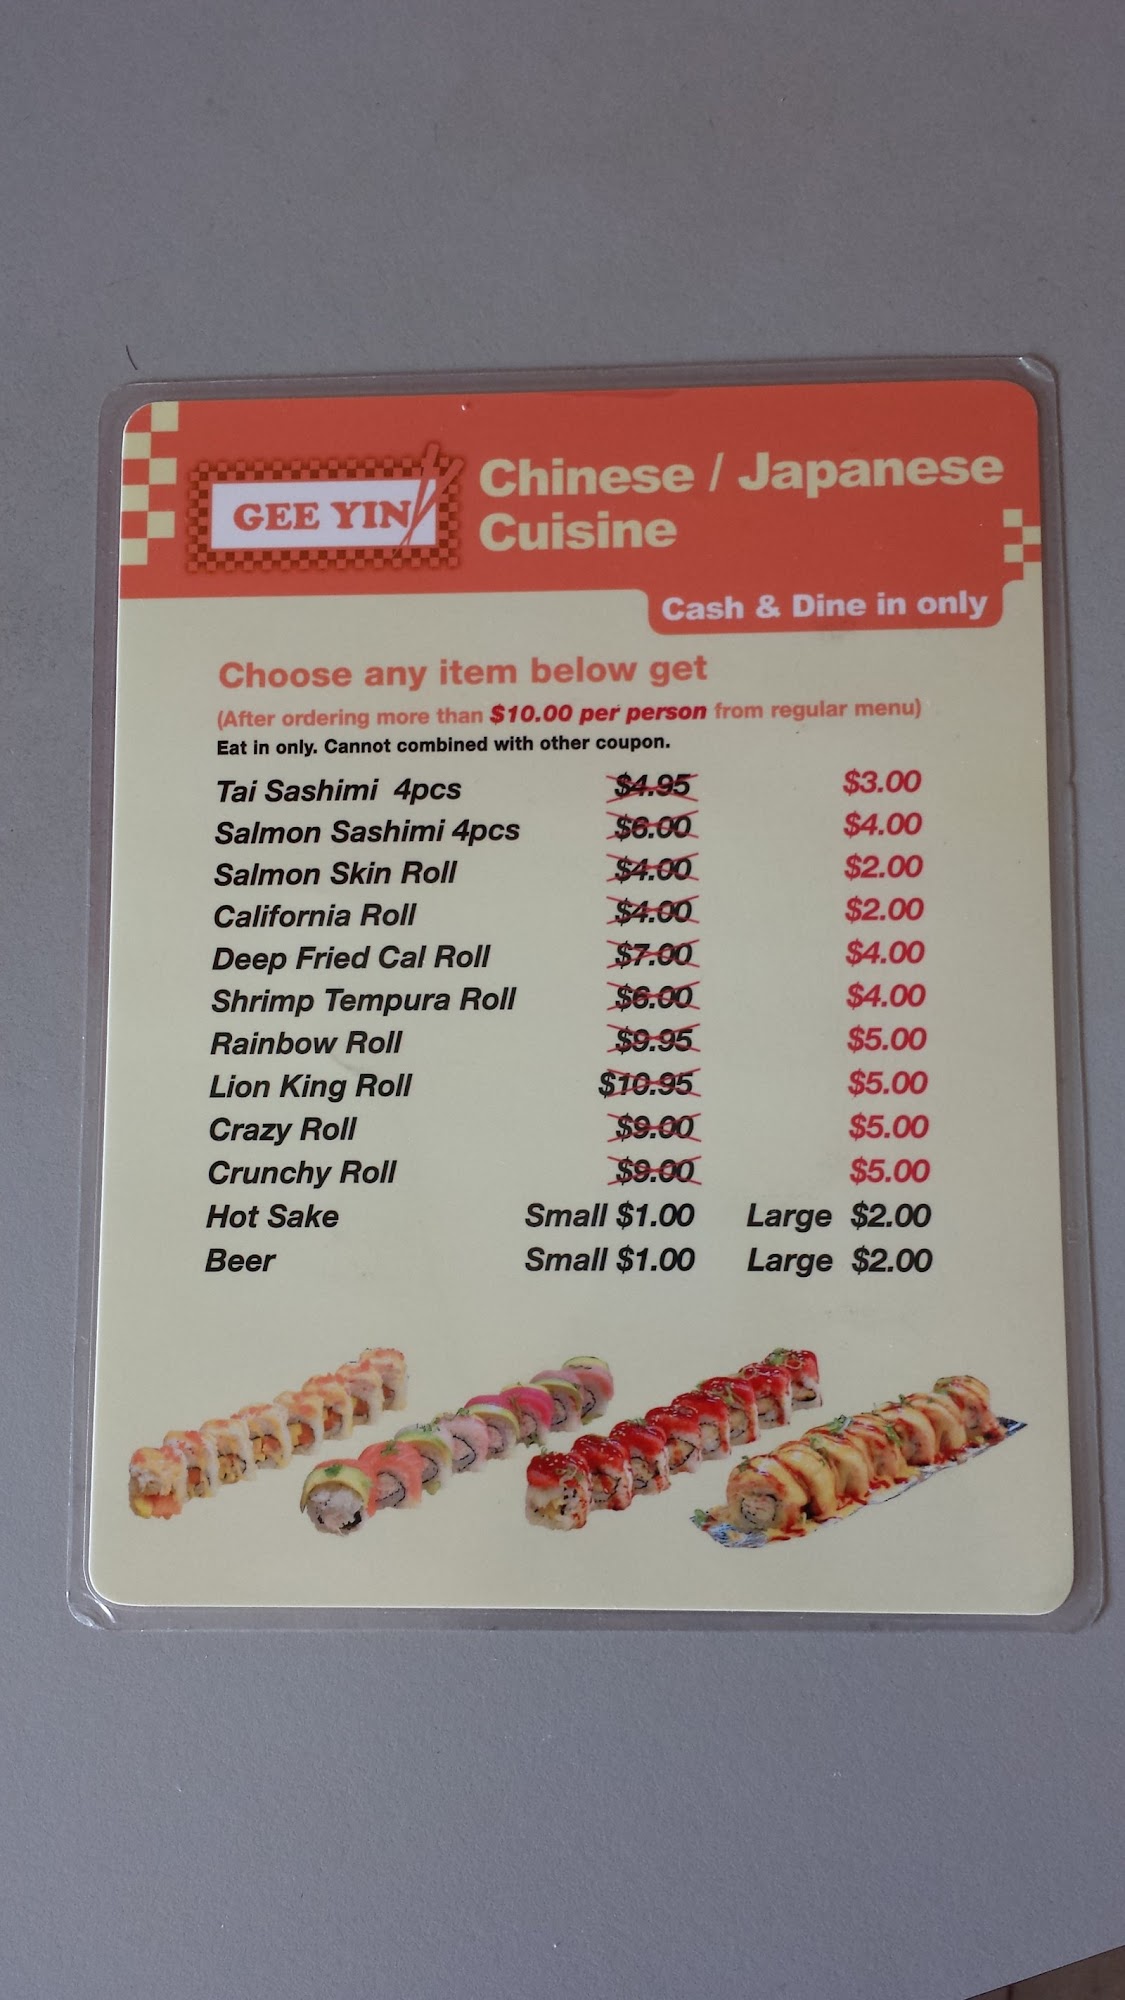 GEE YIN
Chinese / Japanese
Cuisine
Cash & Dine in only
Choose any item below get
(After ordering more than $10.00 per person from regular menu)
Eat in only. Cannot combined with other coupon.
Tai Sashimi 4pcs $4.95 $3.00
Salmon Sashimi 4pcs $6.00 $4.00
Salmon Skin Roll $4.00 $2.00
California Roll $4.00 $2.00
Deep Fried Cal Roll $7.00 $4.00
Shrimp Tempura Roll $6.00 $4.00
Rainbow Roll $9.95 $5.00
Lion King Roll $10.95 $5.00
Crazy Roll $9.00 $5.00
Crunchy Roll $9.00 $5.00
Hot Sake Small $1.00 Large $2.00
Beer Small $1.00 Large $2.00